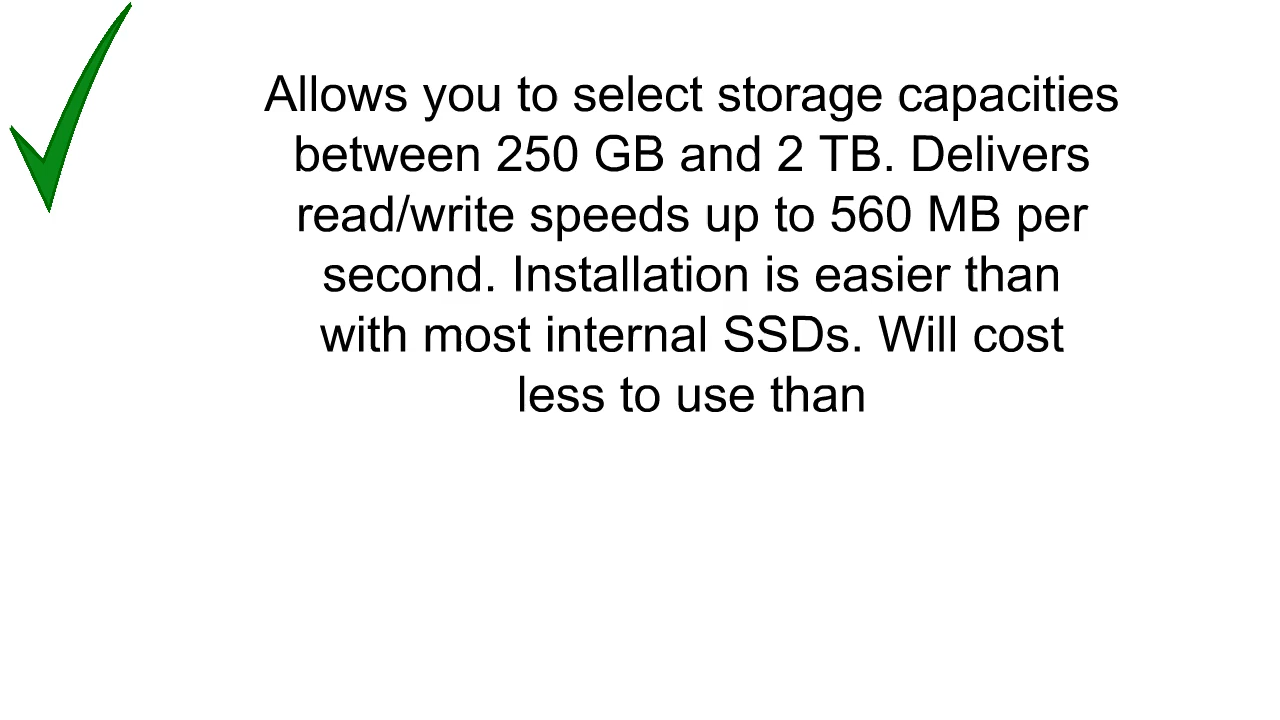 Allows you to select storage capacities
between 250 GB and 2 TB. Delivers
read/write speeds up to 560 MB per
second. Installation is easier than
with most internal SSDs. Will cost
less to use than